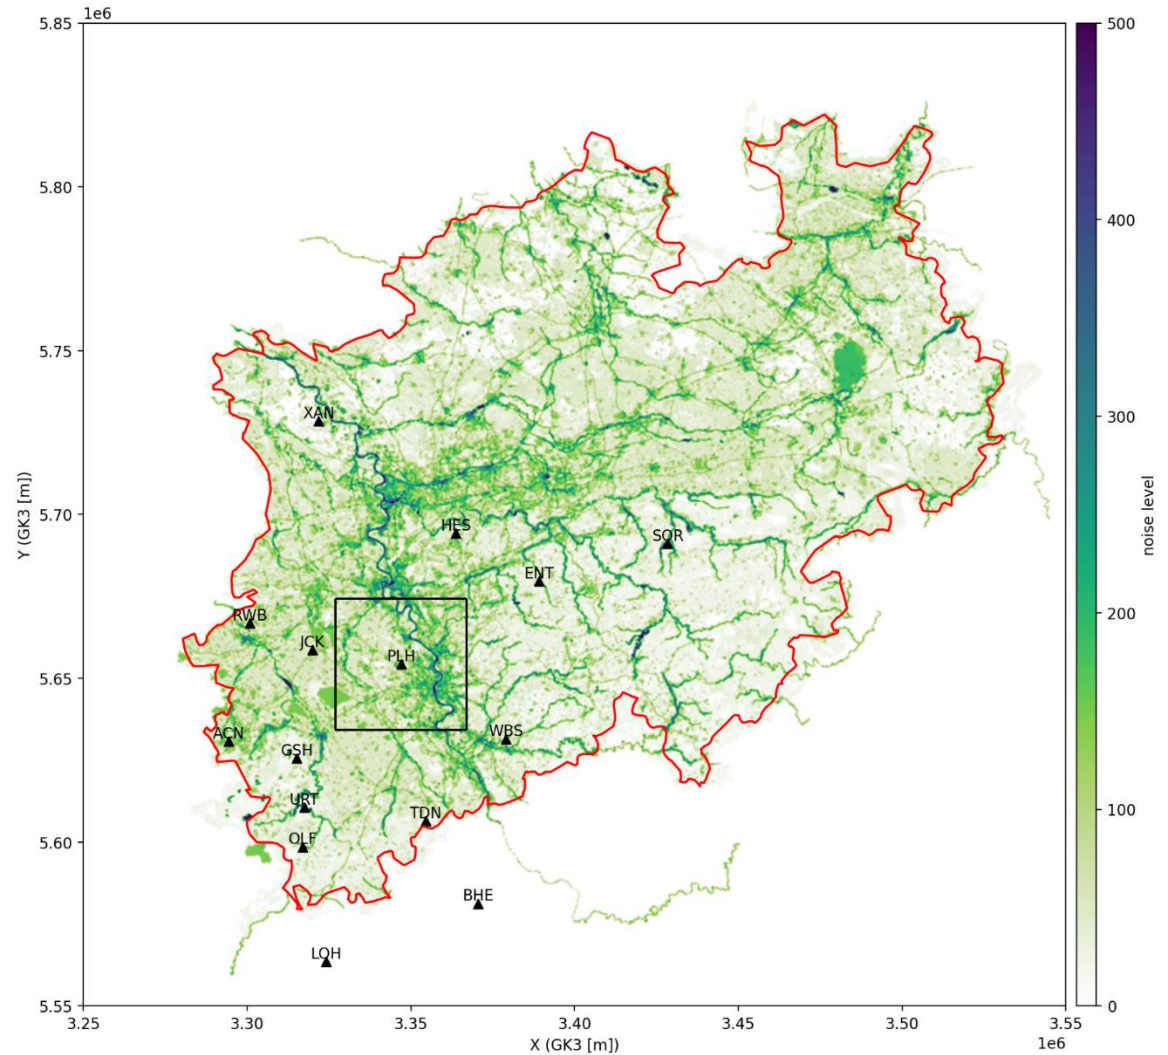 1e6
5.85
5.80
5.75
5.70
5.65
5.60
5.55
Y (GK3 [m])
XAN
HES
SOR
ENT
RWB
JCK
PLH
ACN
GSH
WBS
URT
TDN
OLF
BHE
LOH
3.25
3.30
3.35
3.40
3.45
3.50
3.55
X (GK3 [m])
1e6
500
400
300
200
100
0
noise level